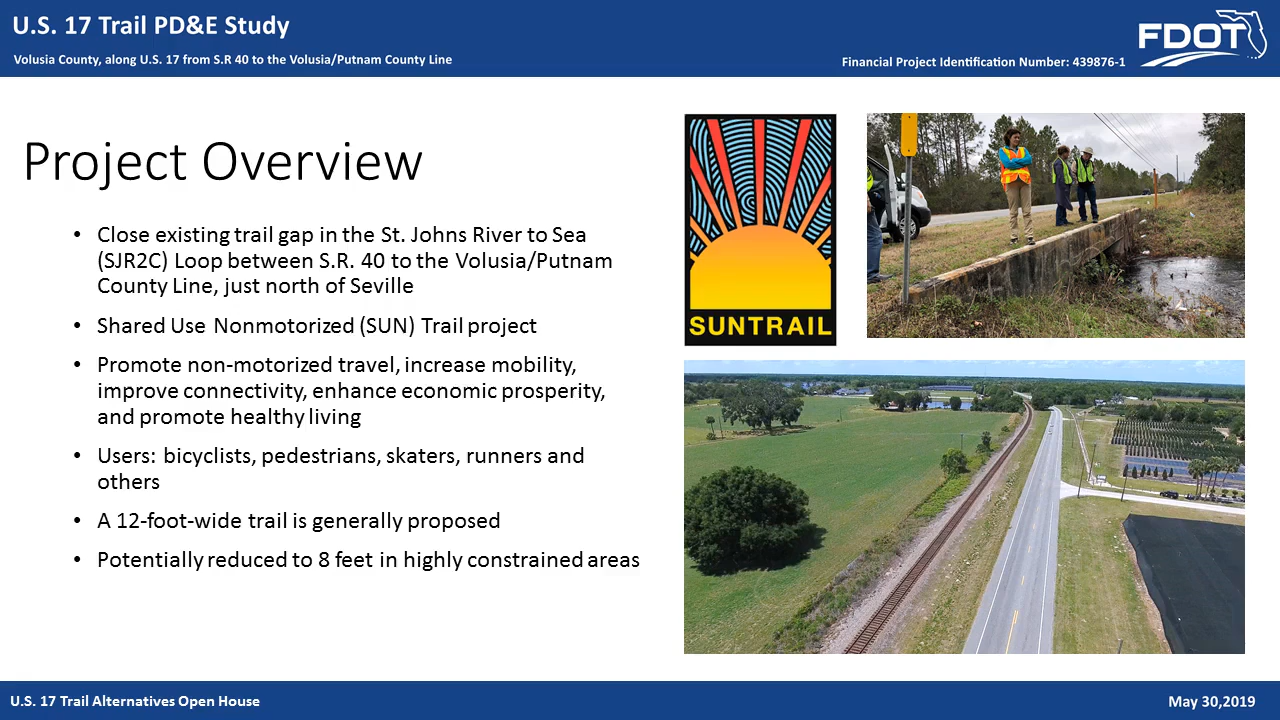 U.S. 17 Trail PD&E Study
Volusia County, along U.S. 17 from S.R 40 to the Volusia/Putnam County Line
Financial Project Identification Number: 439876-1
FDOT
Project Overview
• Close existing trail gap in the St. Johns River to Sea
(SJR2C) Loop between S.R. 40 to the Volusia/Putnam
County Line, just north of Seville
• Shared Use Nonmotorized (SUN) Trail project
• Promote non-motorized travel, increase mobility,
improve connectivity, enhance economic prosperity,
and promote healthy living
• Users: bicyclists, pedestrians, skaters, runners and
others
• A 12-foot-wide trail is generally proposed
• Potentially reduced to 8 feet in highly constrained areas
SUNTRAIL
U.S. 17 Trail Alternatives Open House
May 30,2019